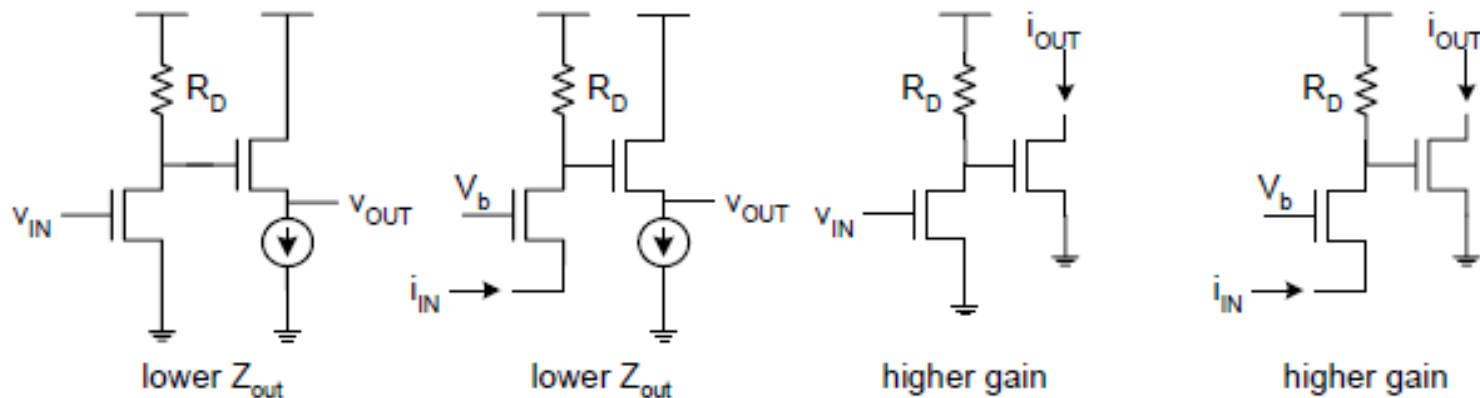 i_OUT i_OUT
R_D R_D R_D R_D
V_b V_b
v_IN v_OUT v_OUT v_IN
i_IN i_IN
lower Z_out lower Z_out higher gain higher gain